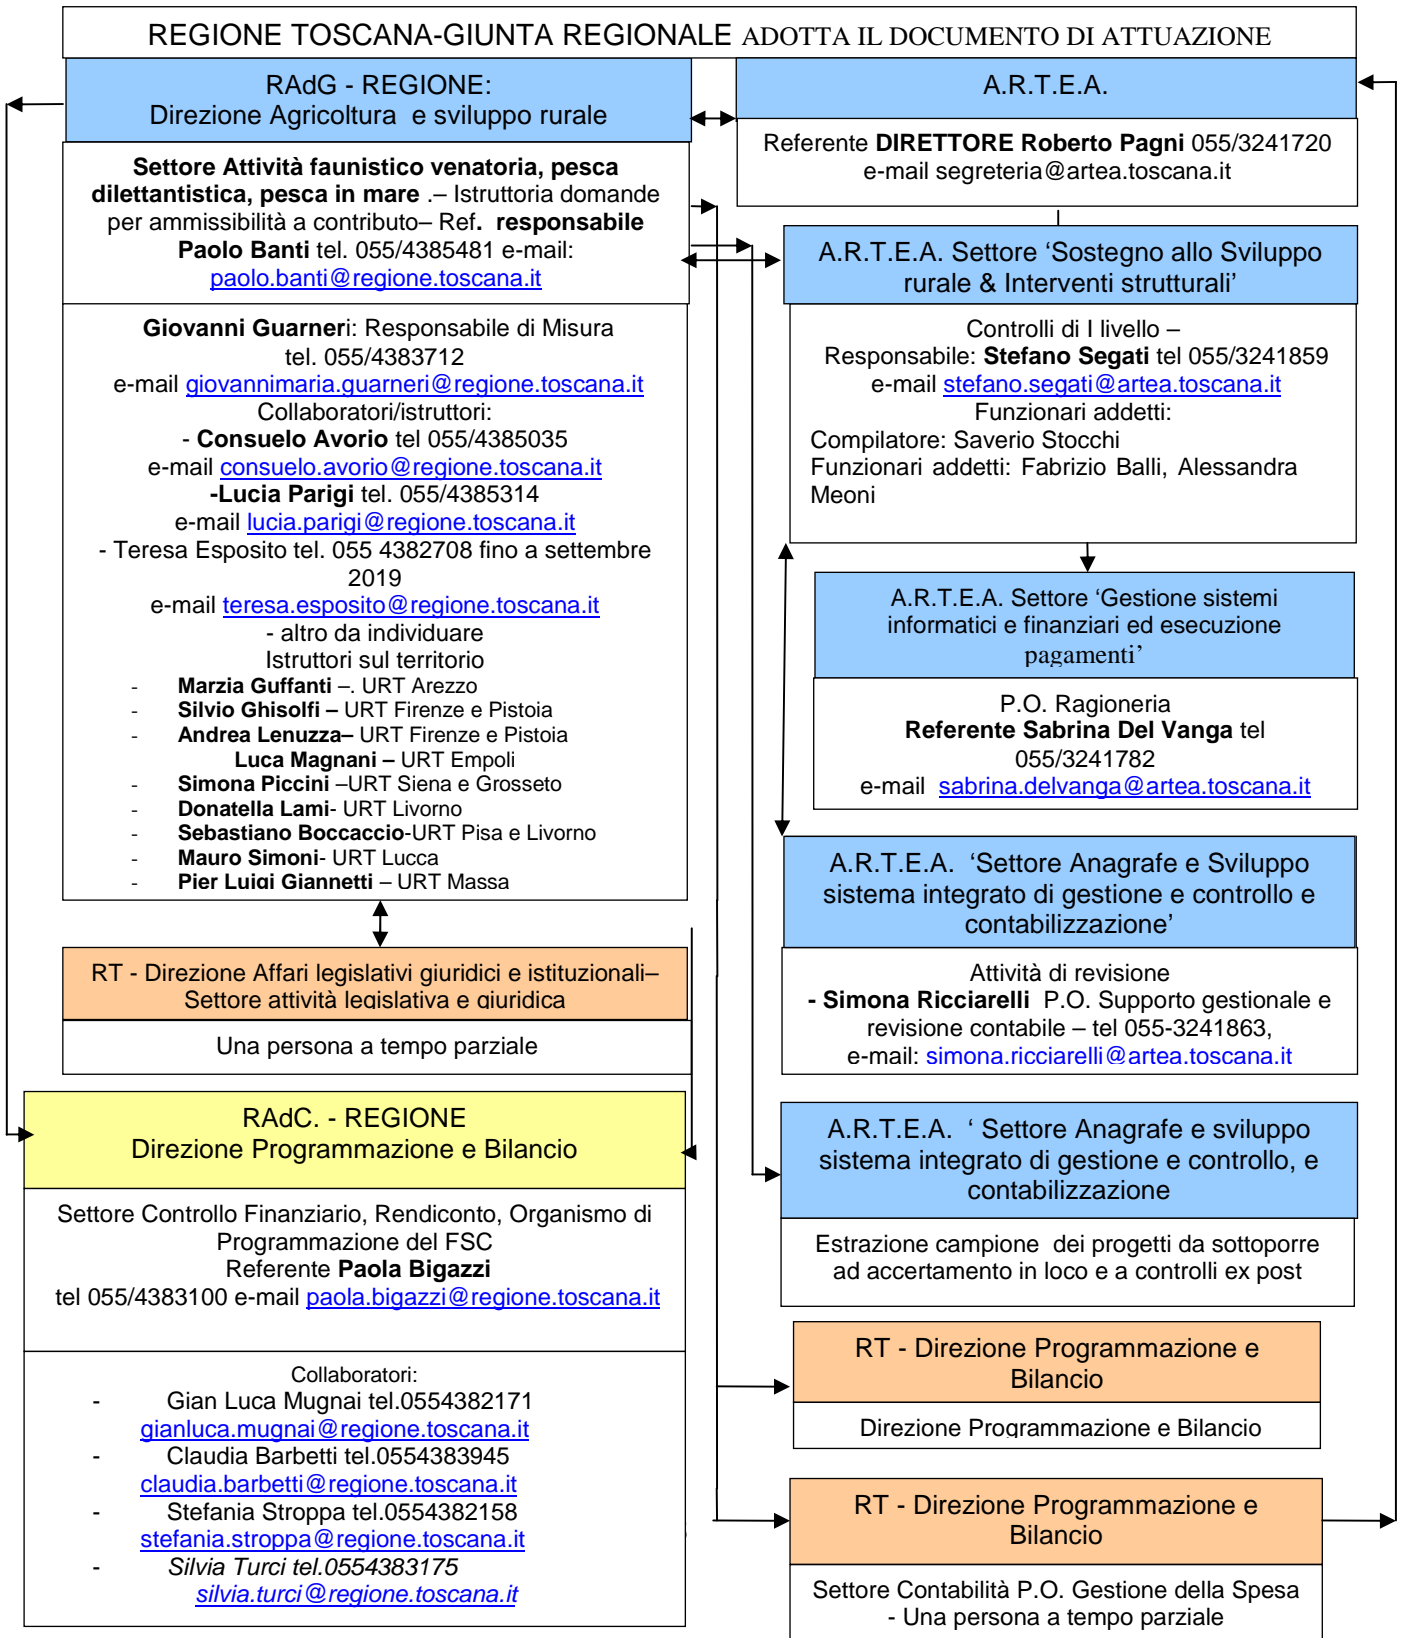 REGIONE TOSCANA-GIUNTA REGIONALE ADOTTA IL DOCUMENTO DI ATTUAZIONE
RAdG - REGIONE:
Direzione Agricoltura e sviluppo rurale
Settore Attività faunistico venatoria, pesca
dilettantistica, pesca in mare .– Istruttoria domande
per ammissibilità a contributo– Ref. responsabile
Paolo Banti tel. 055/4385481 e-mail:
paolo.banti@regione.toscana.it
Giovanni Guarneri: Responsabile di Misura
tel. 055/4383712
e-mail giovannimaria.guarneri@regione.toscana.it
Collaboratori/istruttori:
- Consuelo Avorio tel 055/4385035
e-mail consuelo.avorio@regione.toscana.it
-Lucia Parigi tel. 055/4385314
e-mail lucia.parigi@regione.toscana.it
- Teresa Esposito tel. 055 4382708 fino a settembre
2019
e-mail teresa.esposito@regione.toscana.it
- altro da individuare
Istruttori sul territorio
- Marzia Guffanti –. URT Arezzo
- Silvio Ghisolfi – URT Firenze e Pistoia
- Andrea Lenuzza– URT Firenze e Pistoia
Luca Magnani – URT Empoli
- Simona Piccini –URT Siena e Grosseto
- Donatella Lami- URT Livorno
- Sebastiano Boccaccio-URT Pisa e Livorno
- Mauro Simoni- URT Lucca
- Pier Luigi Giannetti – URT Massa
RT - Direzione Affari legislativi giuridici e istituzionali–
Settore attività legislativa e giuridica
Una persona a tempo parziale
RAdC. - REGIONE
Direzione Programmazione e Bilancio
Settore Controllo Finanziario, Rendiconto, Organismo di
Programmazione del FSC
Referente Paola Bigazzi
tel 055/4383100 e-mail paola.bigazzi@regione.toscana.it
Collaboratori:
- Gian Luca Mugnai tel.0554382171
gianluca.mugnai@regione.toscana.it
- Claudia Barbetti tel.0554383945
claudia.barbetti@regione.toscana.it
- Stefania Stroppa tel.0554382158
stefania.stroppa@regione.toscana.it
- Silvia Turci tel.0554383175
silvia.turci@regione.toscana.it
A.R.T.E.A.
Referente DIRETTORE Roberto Pagni 055/3241720
e-mail segreteria@artea.toscana.it
A.R.T.E.A. Settore ‘Sostegno allo Sviluppo
rurale & Interventi strutturali’
Controlli di I livello –
Responsabile: Stefano Segati tel 055/3241859
e-mail stefano.segati@artea.toscana.it
Funzionari addetti:
Compilatore: Saverio Stocchi
Funzionari addetti: Fabrizio Balli, Alessandra
Meoni
A.R.T.E.A. Settore ‘Gestione sistemi
informatici e finanziari ed esecuzione
pagamenti’
P.O. Ragioneria
Referente Sabrina Del Vanga tel
055/3241782
e-mail sabrina.delvanga@artea.toscana.it
A.R.T.E.A. ‘Settore Anagrafe e Sviluppo
sistema integrato di gestione e controllo e
contabilizzazione’
Attività di revisione
- Simona Ricciarelli P.O. Supporto gestionale e
revisione contabile – tel 055-3241863,
e-mail: simona.ricciarelli@artea.toscana.it
A.R.T.E.A. ‘ Settore Anagrafe e sviluppo
sistema integrato di gestione e controllo, e
contabilizzazione
Estrazione campione dei progetti da sottoporre
ad accertamento in loco e a controlli ex post
RT - Direzione Programmazione e
Bilancio
Direzione Programmazione e Bilancio
RT - Direzione Programmazione e
Bilancio
Settore Contabilità P.O. Gestione della Spesa
- Una persona a tempo parziale